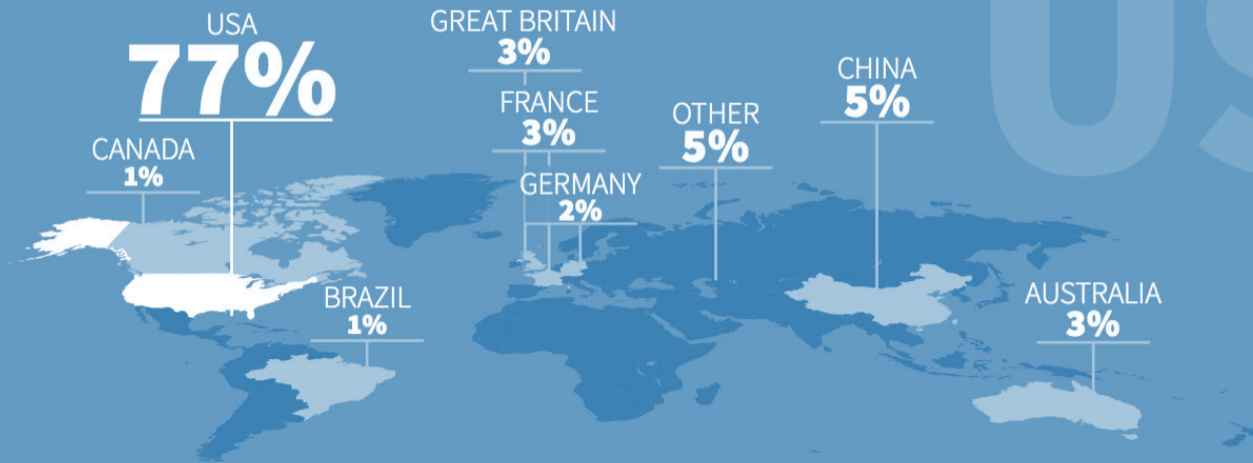 USA
77%
GREAT BRITAIN
3%
FRANCE
3%
GERMANY
2%
OTHER
5%
CHINA
5%
CANADA
1%
BRAZIL
1%
AUSTRALIA
3%
US